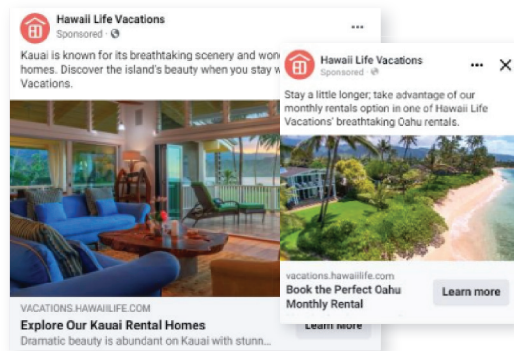 Hawaii Life Vacations
Sponsored ·
Kauai is known for its breathtaking scenery and
homes. Discover the island's beauty when you stay
Vacations.
VACATIONS.HAWAIILIFE.COM
Explore Our Kauai Rental Homes
Dramatic beauty is abundant on Kauai with stunn...
Learn More
Hawaii Life Vacations
Sponsored ·
Stay a little longer; take advantage of our
monthly rentals option in one of Hawaii Life
Vacations' breathtaking Oahu rentals.
vacations.hawaiilife.com
Book the Perfect Oahu
Monthly Rental
Learn more